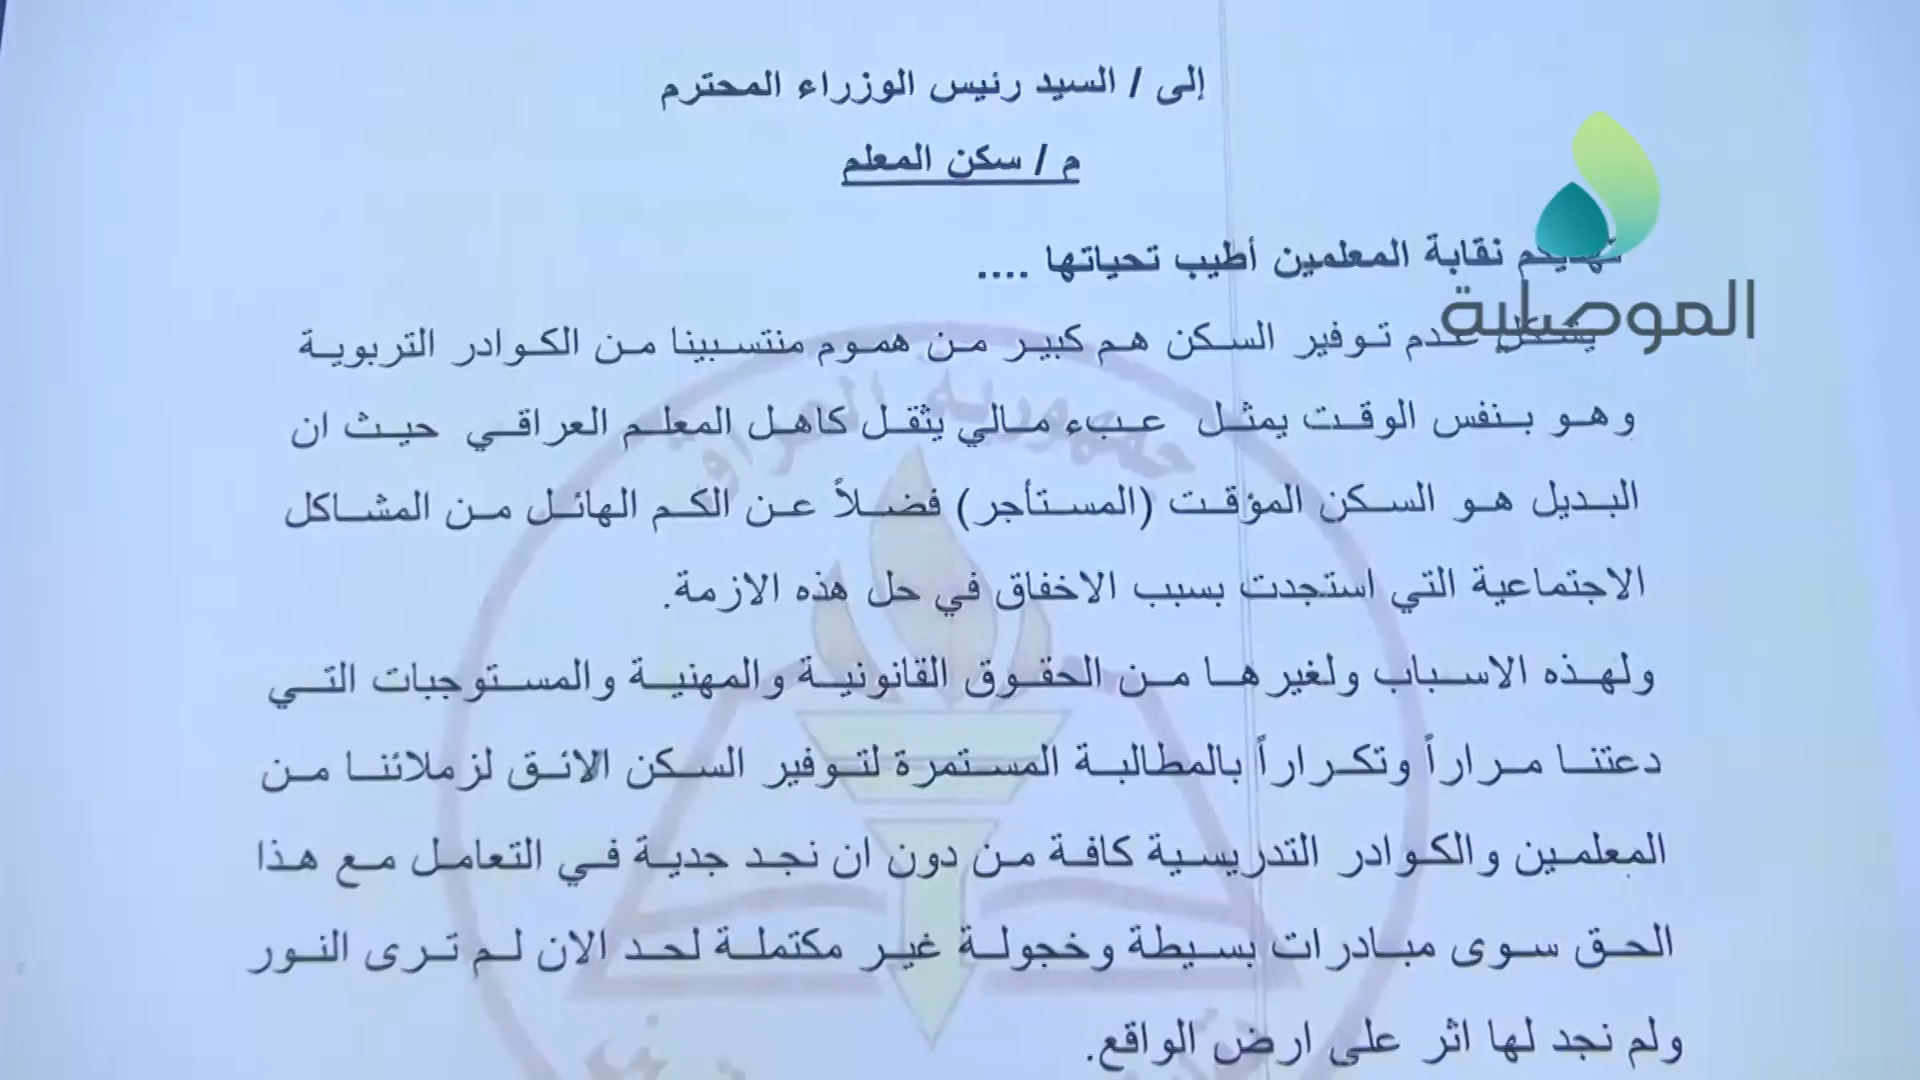 إلى / السيد رئيس الوزراء المحترم
م / سكن المعلم
نقابة المعلمين أطيب تحياتها ....
الموصلية
يشكل عدم توفير السكن هم كبير من هموم منتسبينا من الكوادر التربوية
وهو بنفس الوقت يمثل عبء مالي يثقل كاهل المعلم العراقي حيث ان
البديل هو السكن المؤقت (المستأجر) فضلاً عن الكم الهائل من المشاكل
الاجتماعية التي استجدت بسبب الاخفاق في حل هذه الازمة.
ولهذه الاسباب ولغيرها من الحقوق القانونية والمهنية والمستوجبات التي
دعتنا مراراً وتكراراً بالمطالبة المستمرة لتوفير السكن الائق لزملائنا من
المعلمين والكوادر التدريسية كافة من دون ان نجد جدية في التعامل مع هذا
الحق سوى مبادرات بسيطة وخجولة غير مكتملة لحد الان لم ترى النور
ولم نجد لها اثر على ارض الواقع.